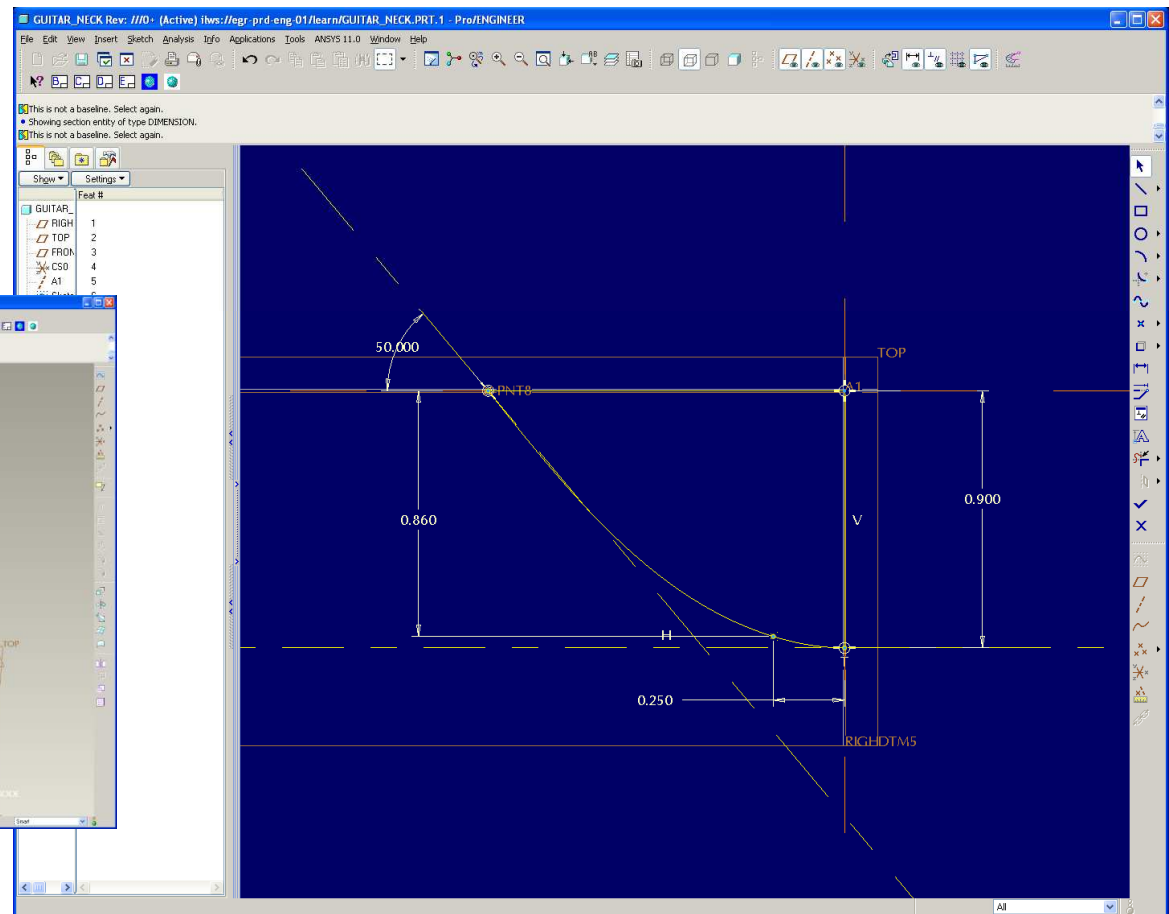 GUITAR_NECK Rev: ///0+ (Active) ilws://egr-prd-eng-01/learn/GUITAR_NECK.PRT.1 - Pro/ENGINEER
File Edit View Insert Sketch Analysis Info Applications Tools ANSYS 11.0 Window Help
This is not a baseline. Select again.
• Showing section entity of type DIMENSION.
This is not a baseline. Select again.
Show Settings
Feat #
GUITAR_
RIGH 1
TOP 2
FRON 3
CS0 4
A1 5
TOP
50.000
PNT8 A1
0.860
0.900
V
H
T
0.250
RIGHDTM5
TOP
Smart
All